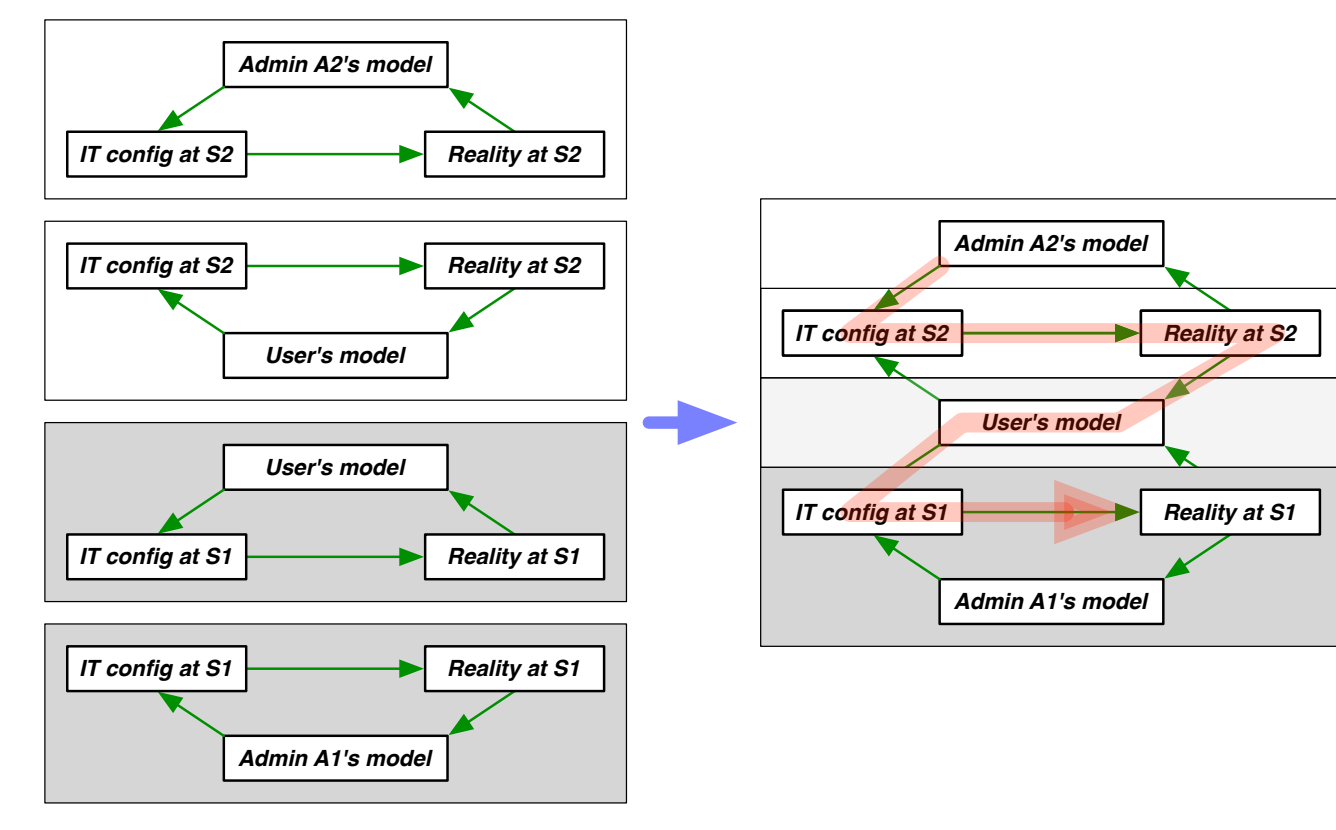 Admin A2's model
IT config at S2
Reality at S2
IT config at S2
Reality at S2
User's model
User's model
IT config at S1
Reality at S1
IT config at S1
Reality at S1
Admin A1's model
Admin A2's model
IT config at S2
Reality at S2
User's model
IT config at S1
Reality at S1
Admin A1's model